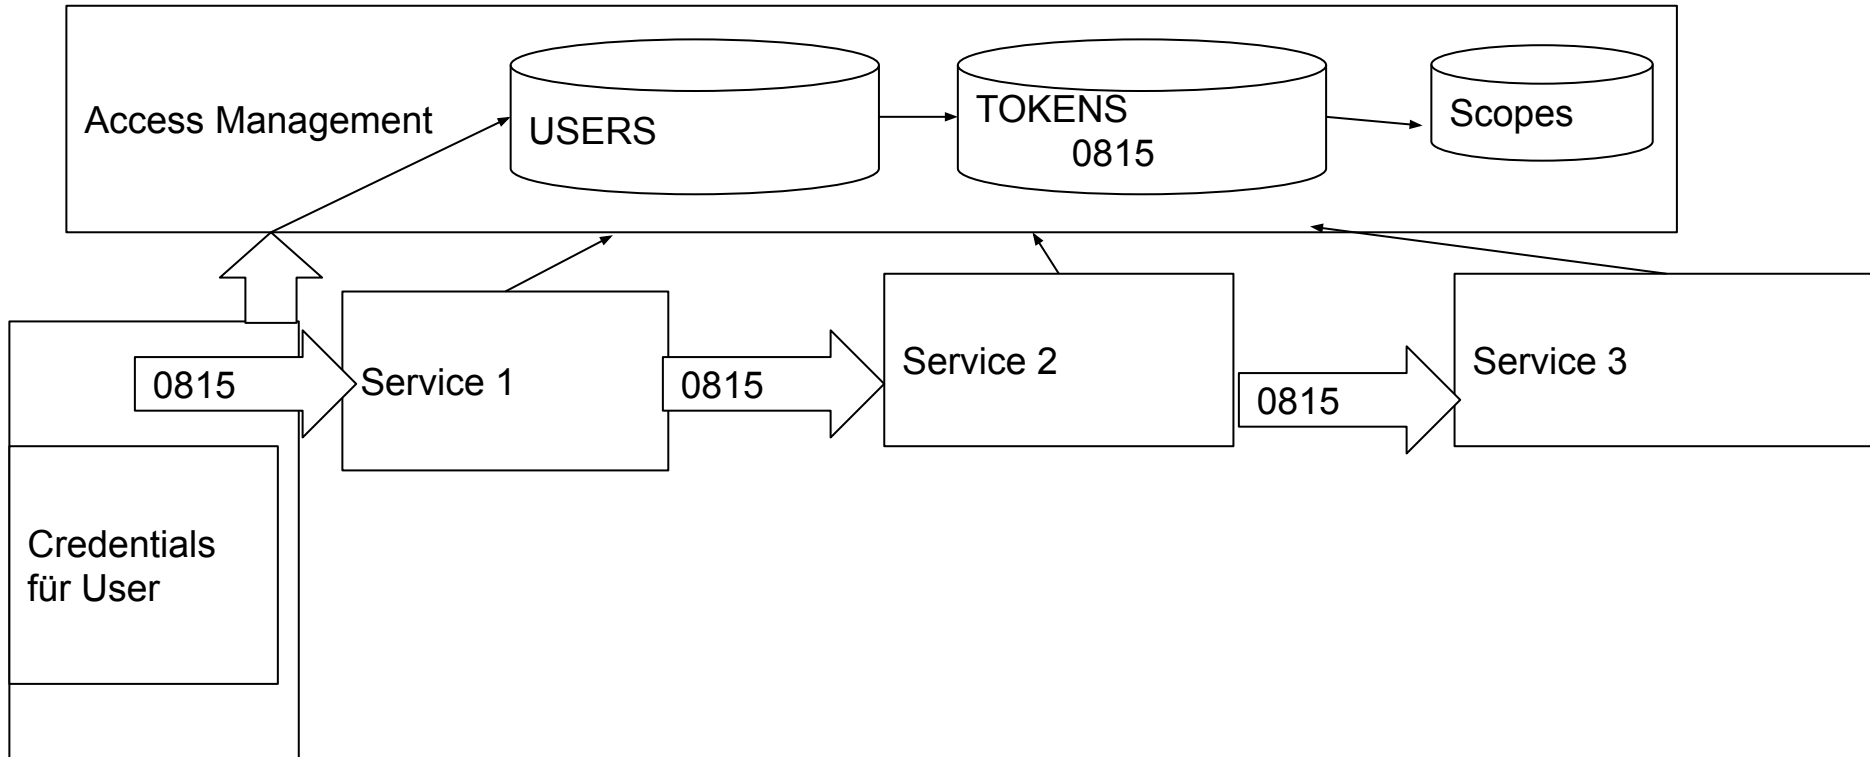 Access Management
USERS
TOKENS
0815
Scopes
0815
Service 1
0815
Service 2
0815
Service 3
Credentials
für User